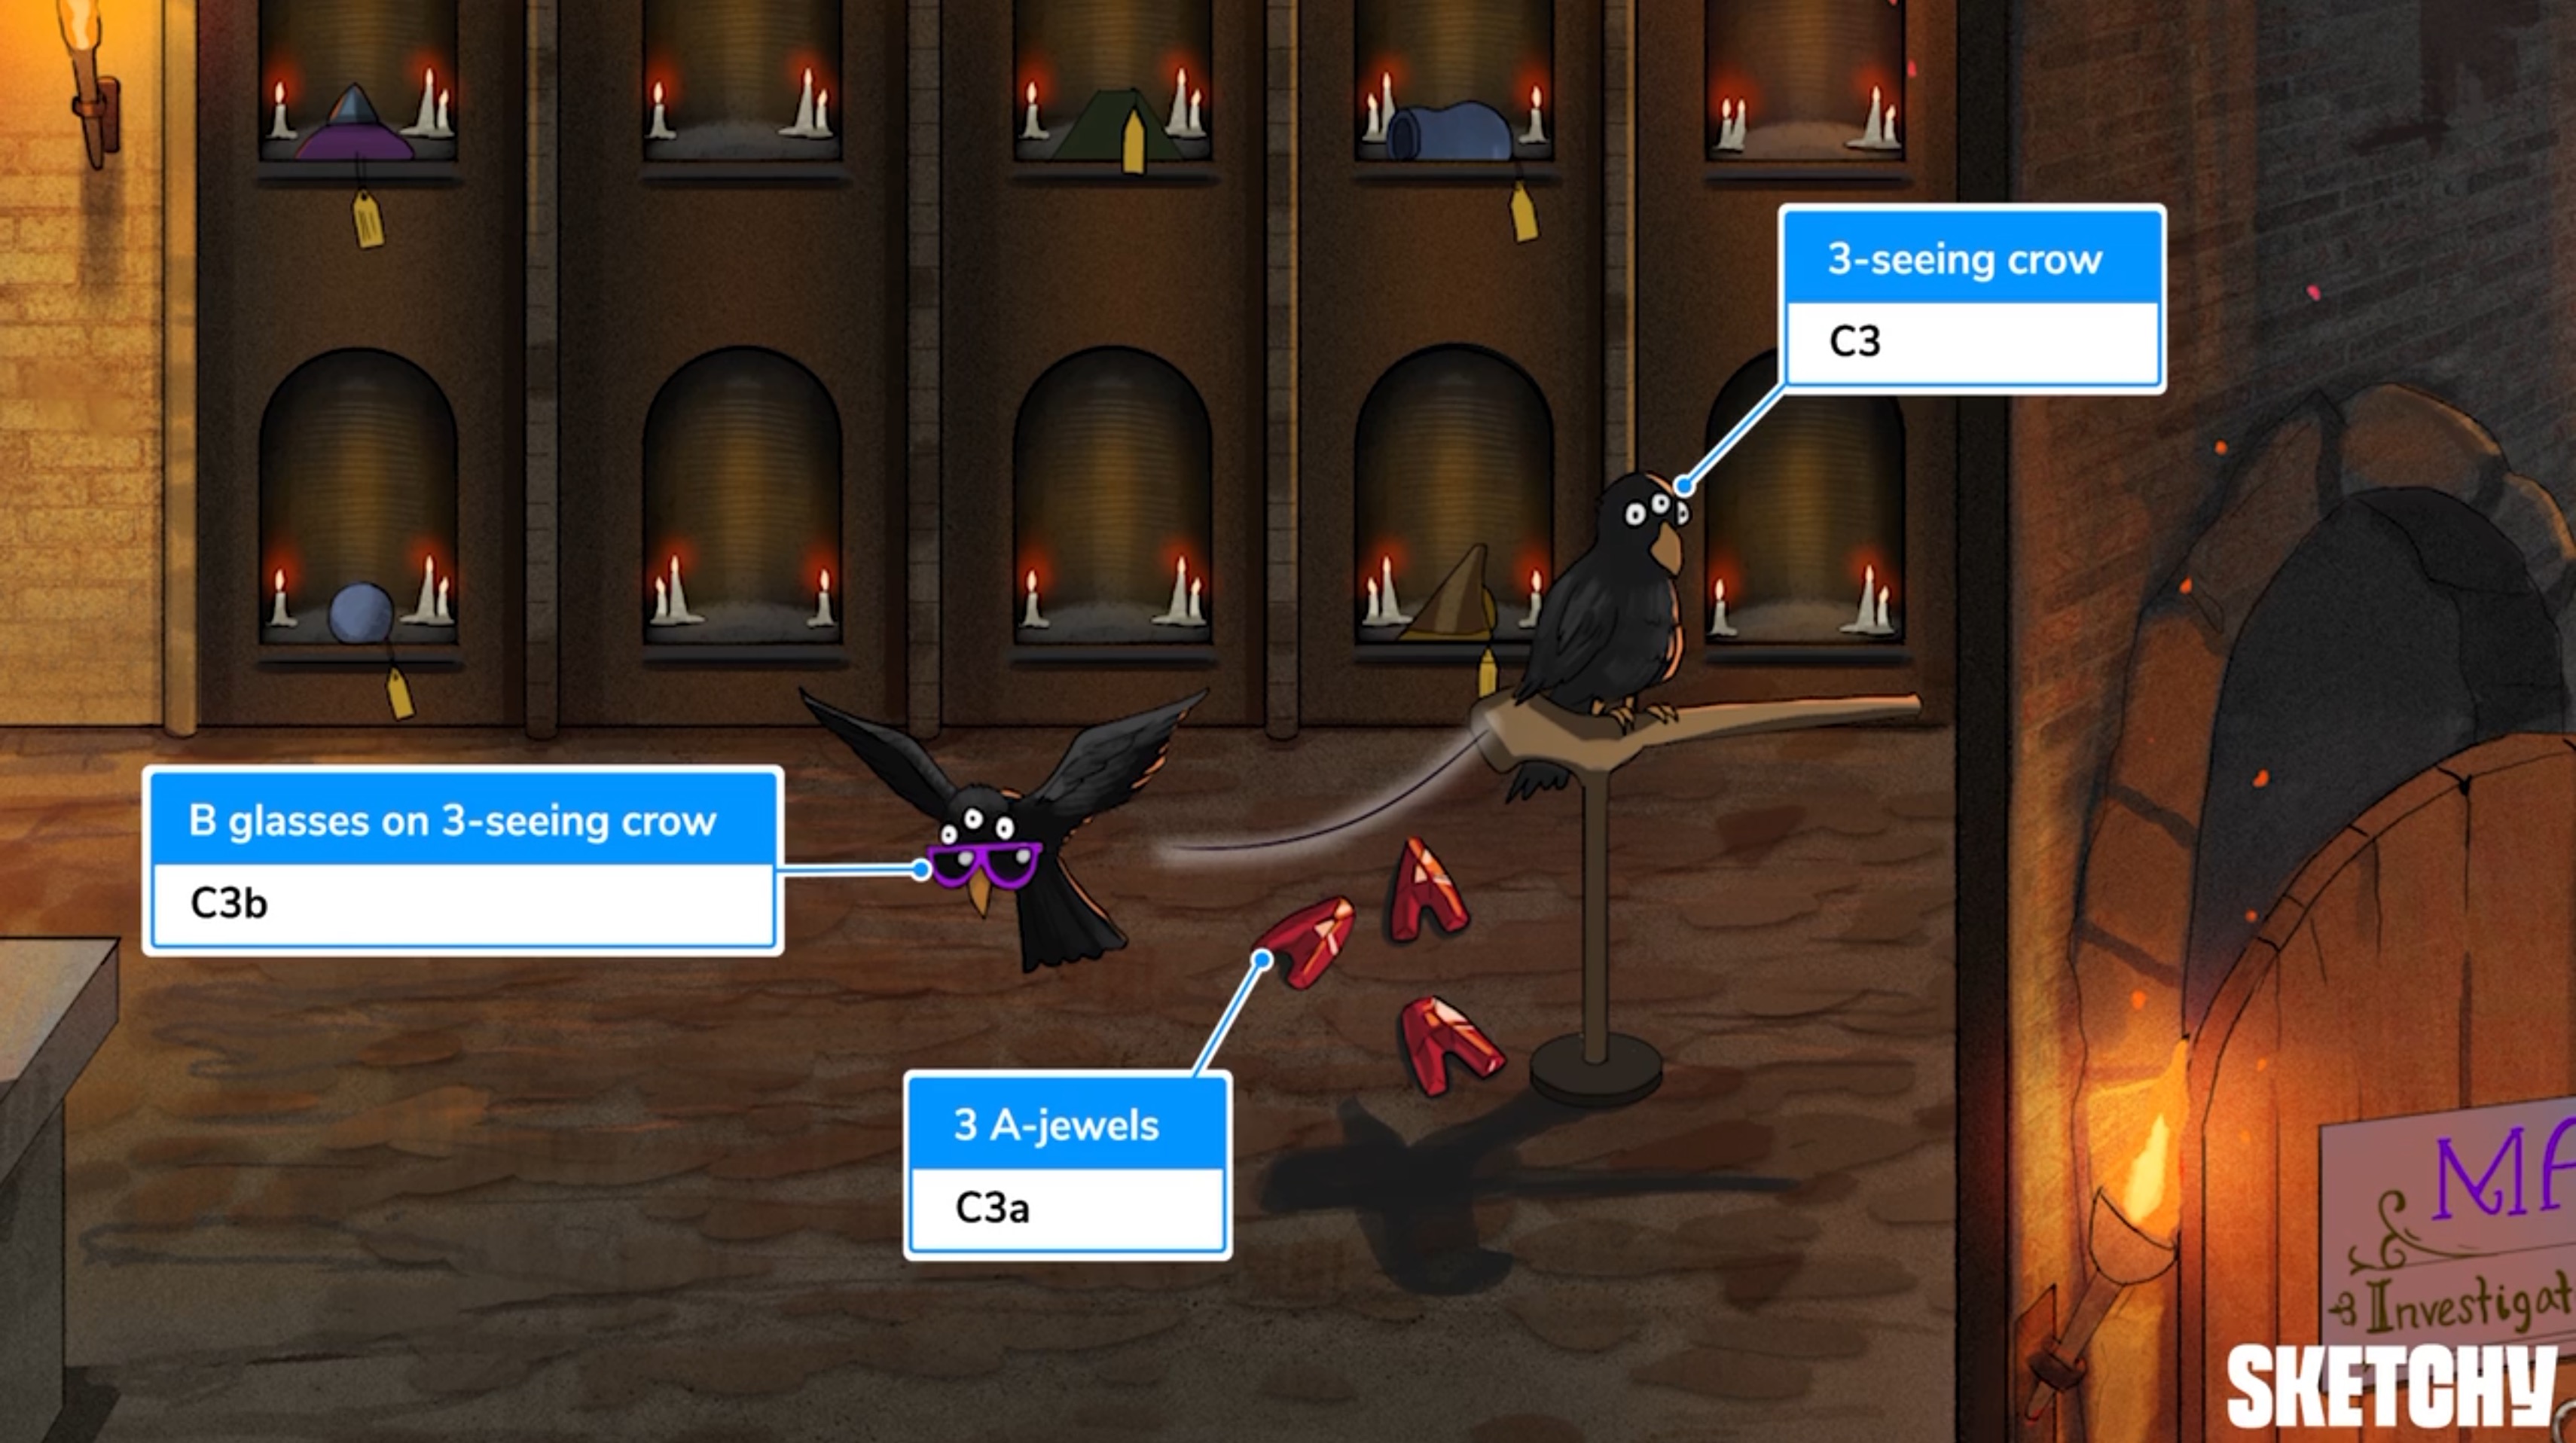 3-seeing crow
C3
B glasses on 3-seeing crow
C3b
3 A-jewels
C3a
SKETCHY